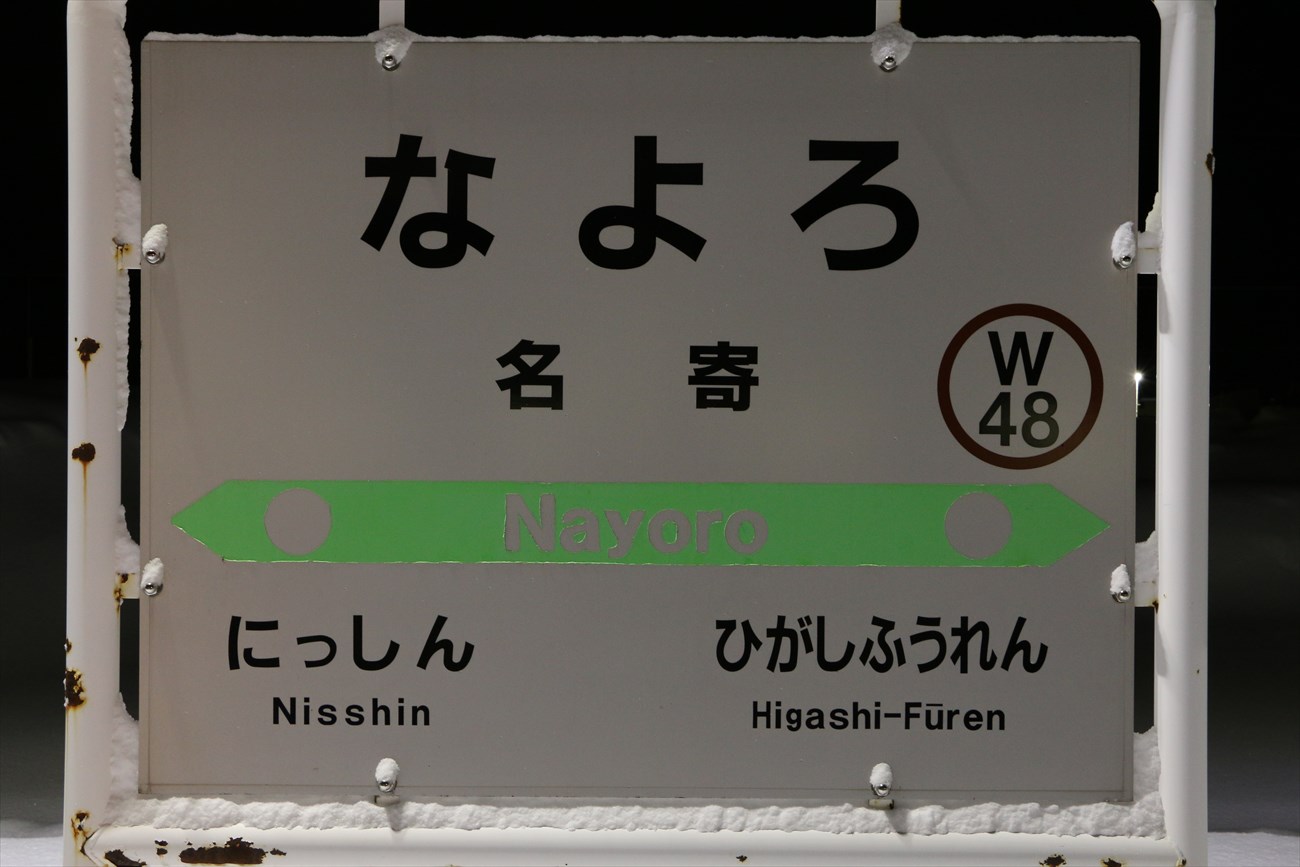 なよろ
名寄
W
48
Nayoro
にっしん
Nisshin
ひがしふうれん
Higashi-Fūren